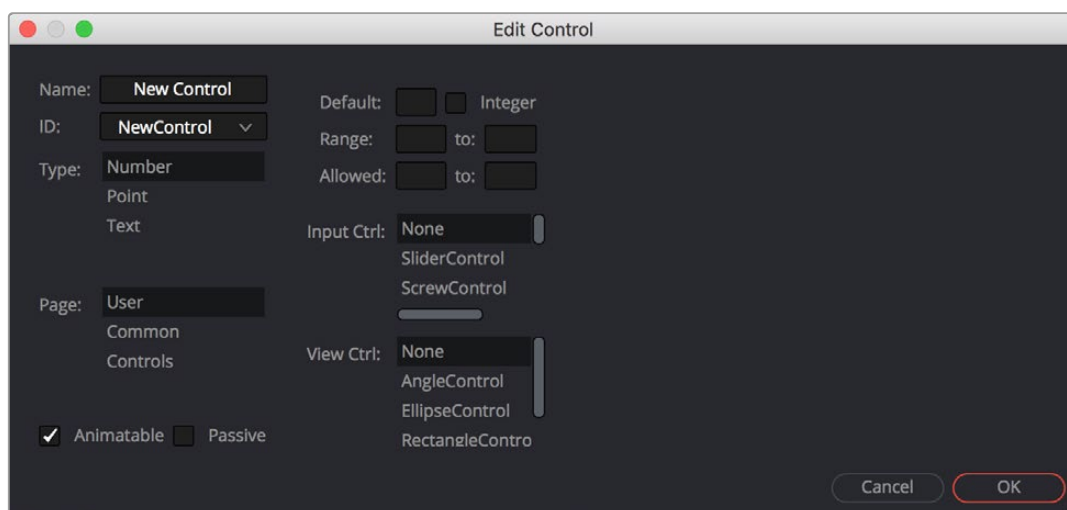 Edit Control
Name: New Control
ID: NewControl
Type: Number
Point
Text
Page: User
Common
Controls
Animatable Passive
Default: Integer
Range: to:
Allowed: to:
Input Ctrl: None
SliderControl
ScrewControl
View Ctrl: None
AngleControl
EllipseControl
RectangleContro
Cancel OK